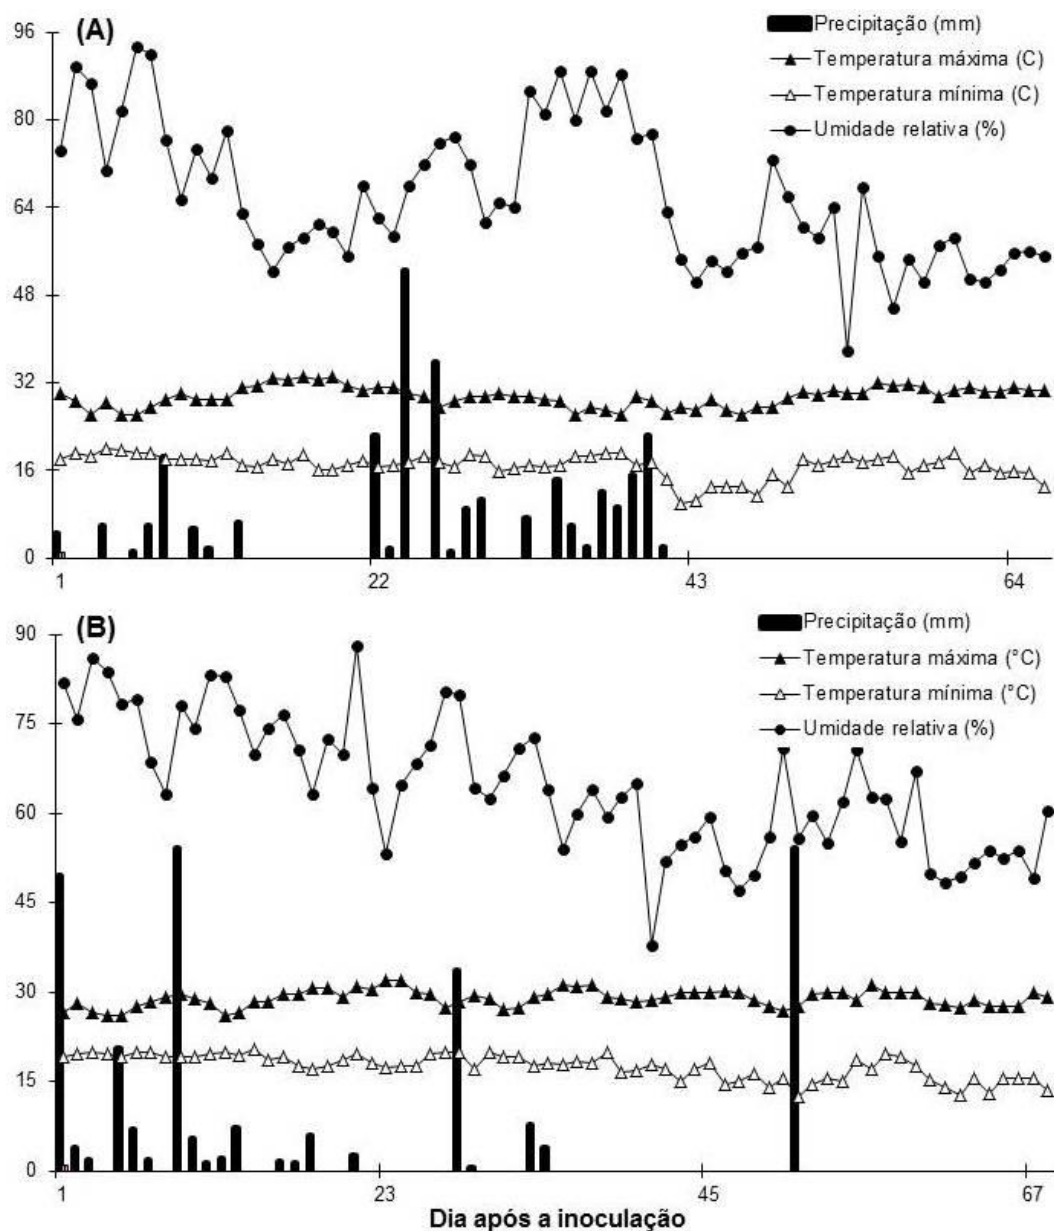 (A)
Precipitação (mm)
Temperatura máxima (C)
Temperatura mínima (C)
Umidade relativa (%)
96
80
64
48
32
16
0
1 22 43 64
(B)
Precipitação (mm)
Temperatura máxima (°C)
Temperatura mínima (°C)
Umidade relativa (%)
90
75
60
45
30
15
0
1 23 45 67
Dia após a inoculação